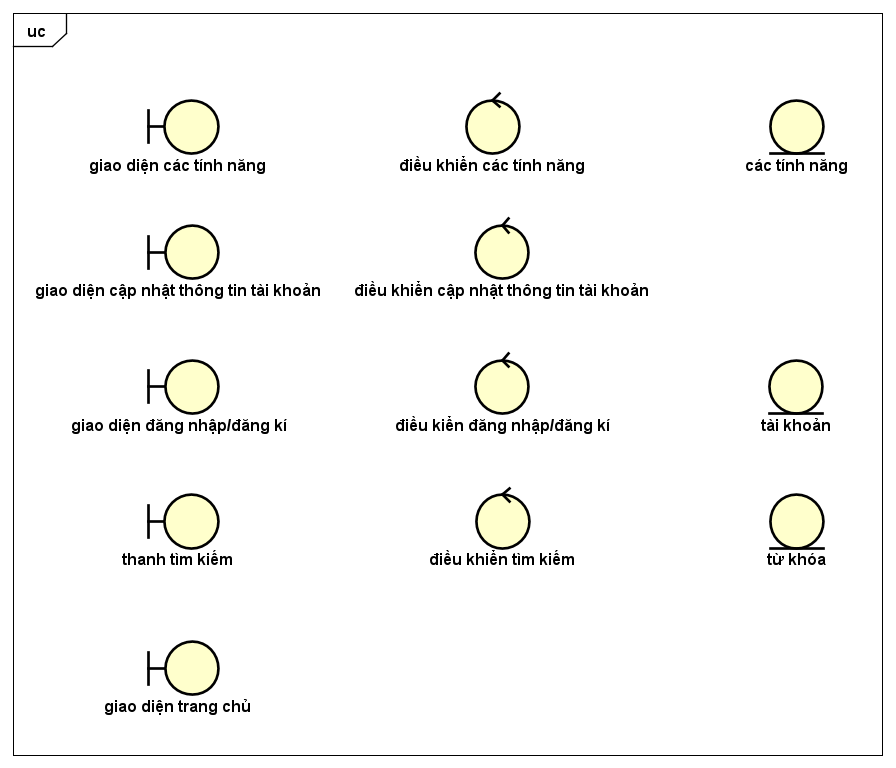 uc
giao diện các tính năng
điều khiển các tính năng
các tính năng
giao diện cập nhật thông tin tài khoản
điều khiển cập nhật thông tin tài khoản
giao diện đăng nhập/đăng kí
điều kiển đăng nhập/đăng kí
tài khoản
thanh tìm kiếm
điều khiển tìm kiếm
từ khóa
giao diện trang chủ